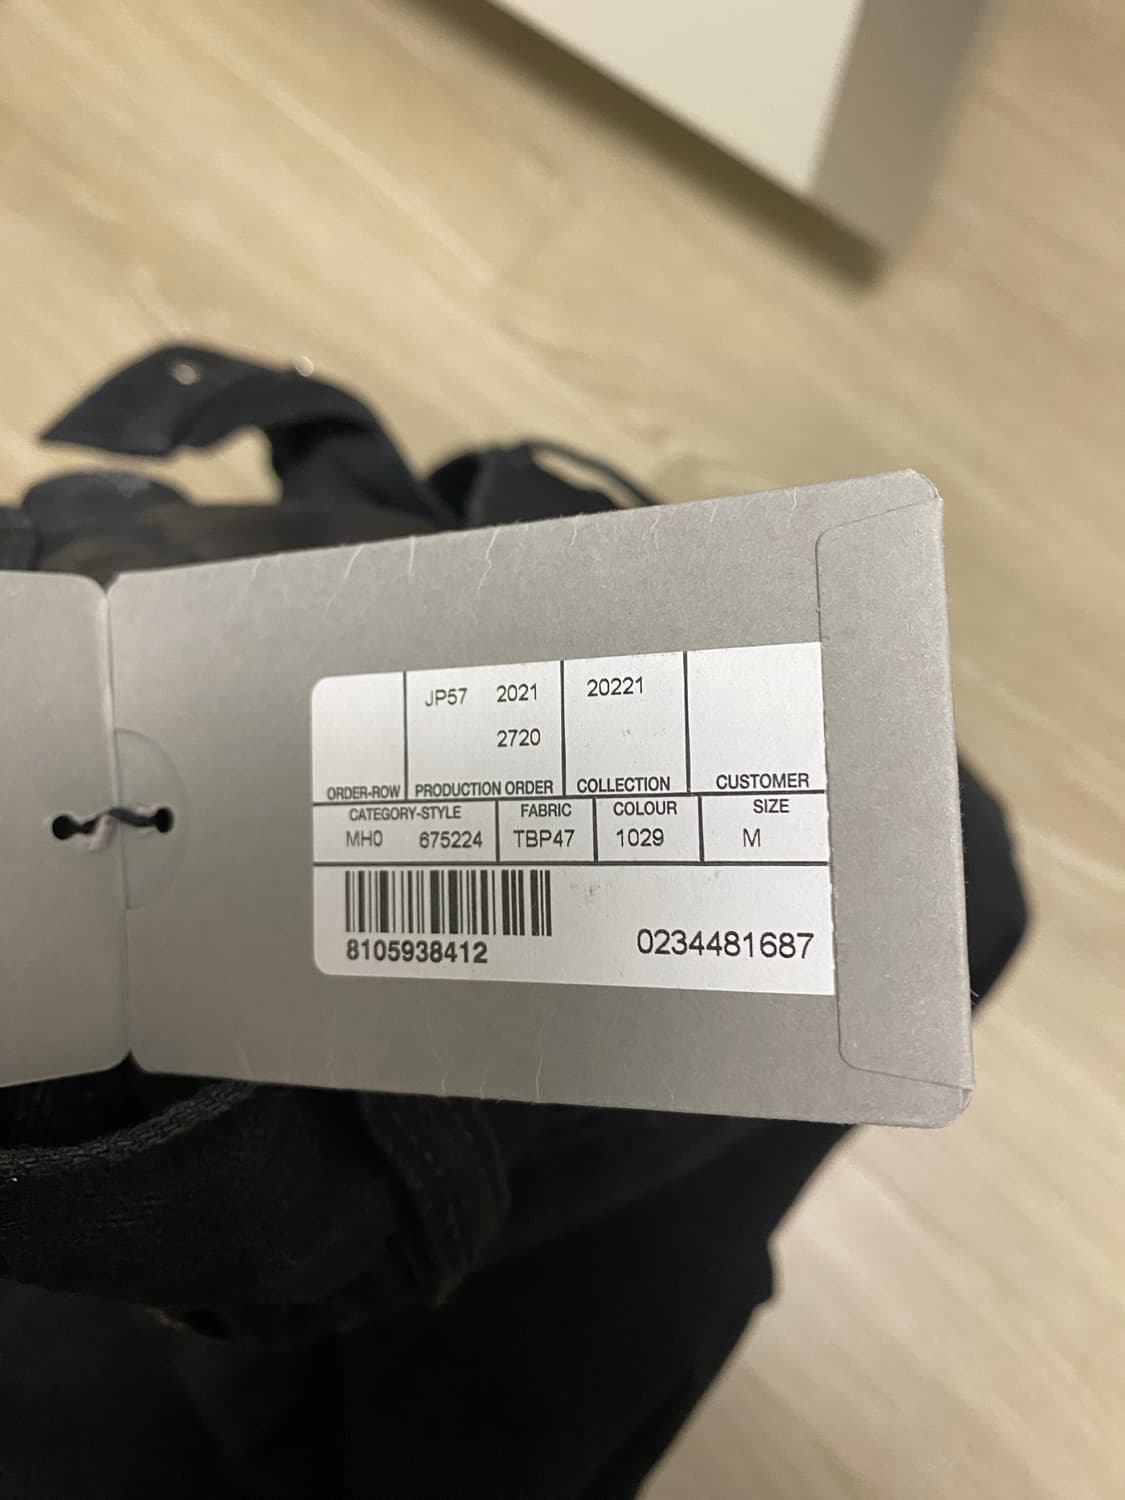 JP57 2021 20221
2720
ORDER-ROW PRODUCTION ORDER COLLECTION CUSTOMER
CATEGORY-STYLE FABRIC COLOUR SIZE
MH0 675224 TBP47 1029 M
8105938412 0234481687